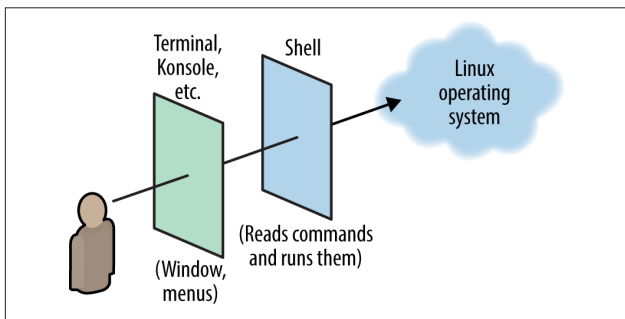 Terminal,
Konsole,
etc.
(Window,
menus)
Shell
(Reads commands
and runs them)
Linux
operating
system